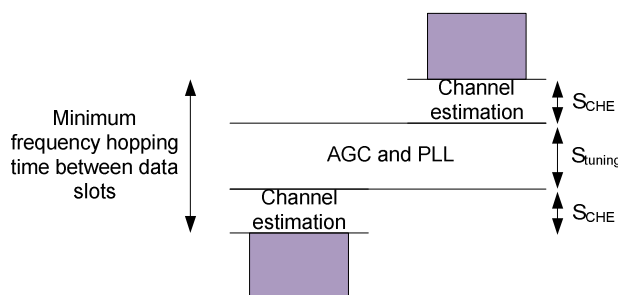 Channel
estimation
S_CHE
Minimum
frequency hopping
time between data
slots
AGC and PLL
S_tuning
Channel
estimation
S_CHE